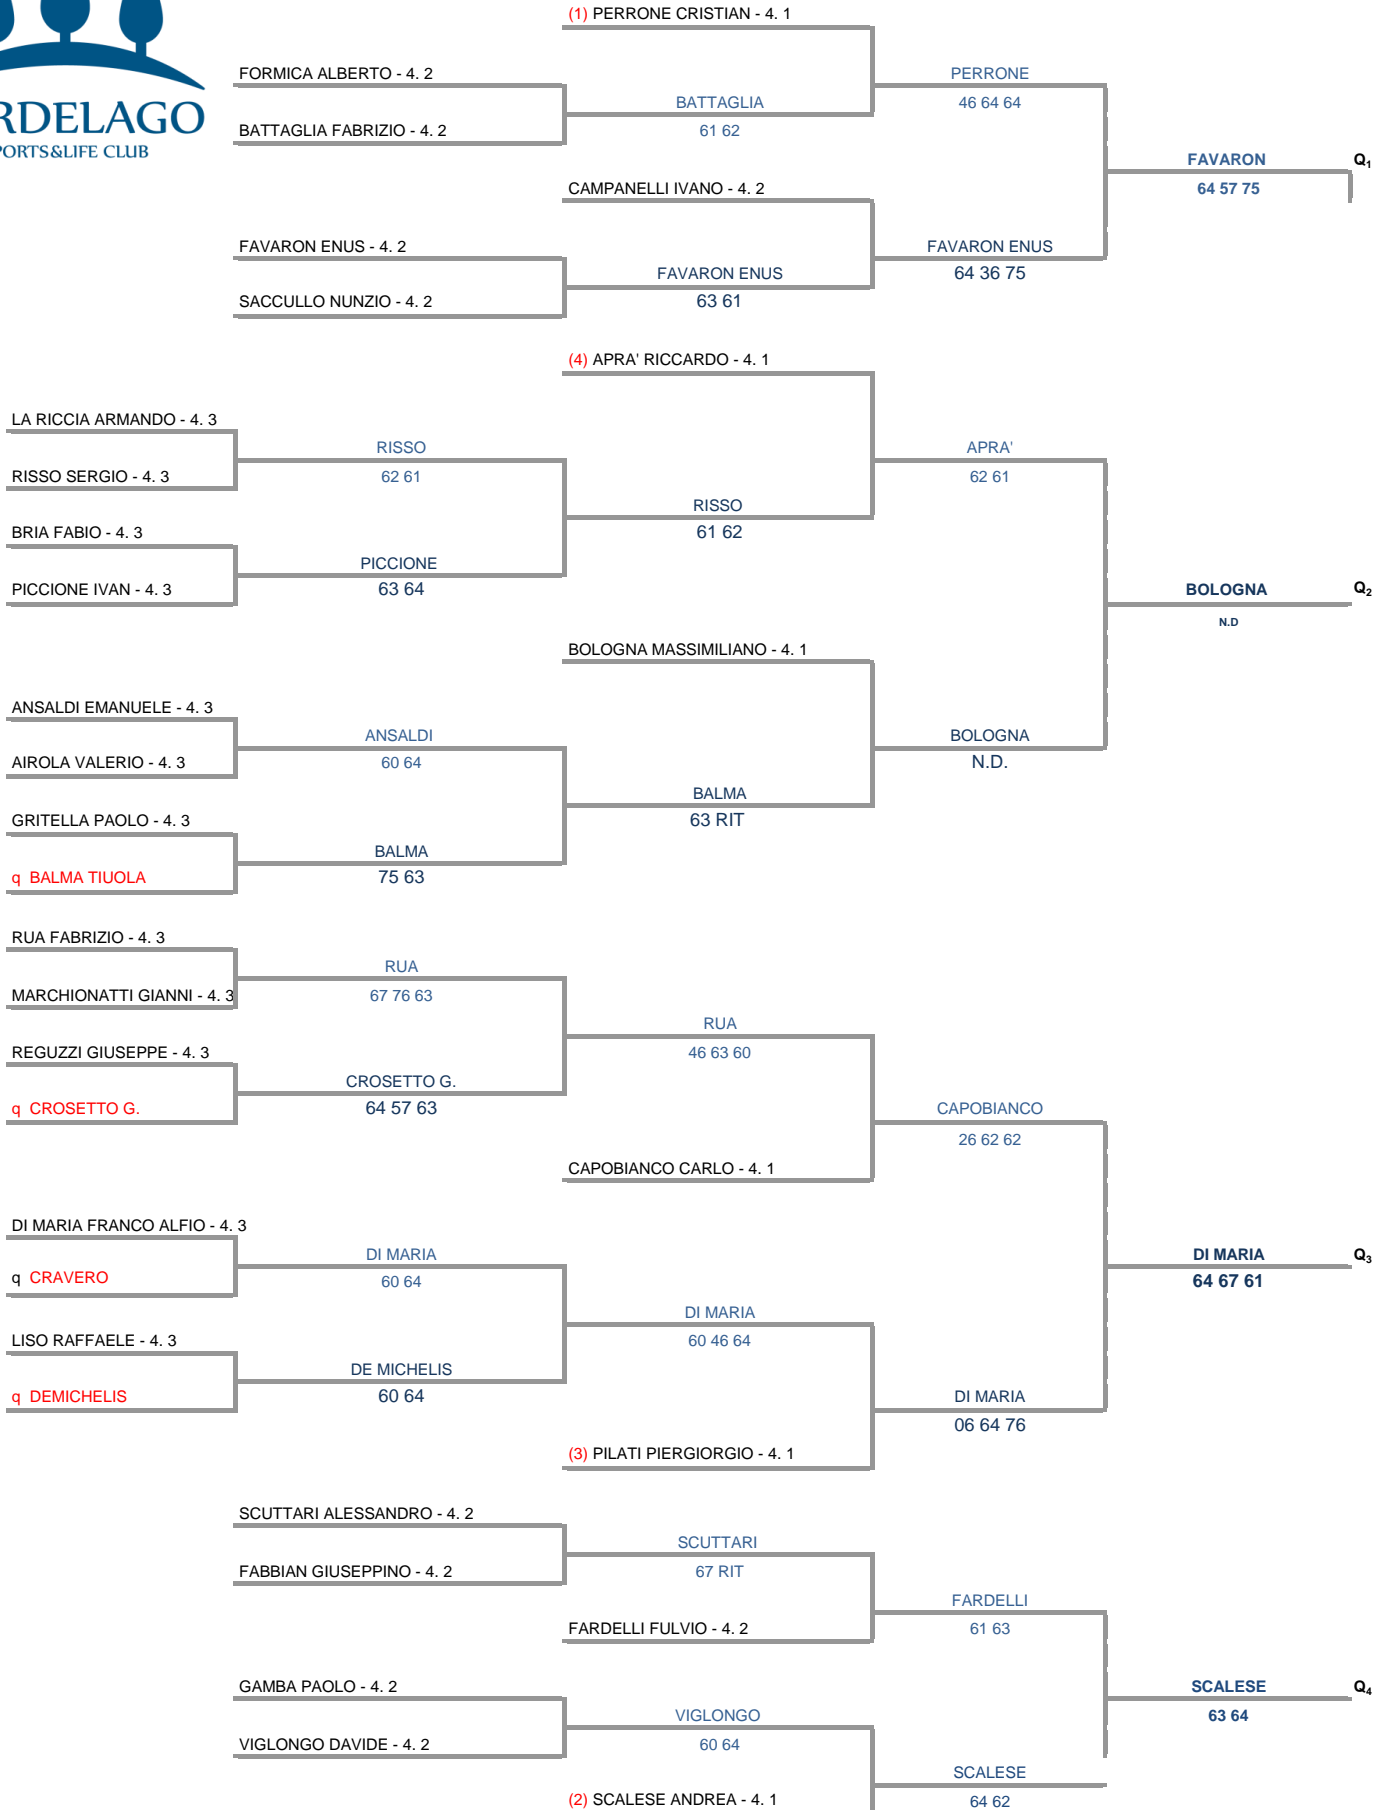 (1) PERRONE CRISTIAN - 4. 1
FORMICA ALBERTO - 4. 2
PERRONE
RDELAGO
BATTAGLIA
46 64 64
BATTAGLIA FABRIZIO - 4. 2
61 62
PORTS&LIFE CLUB
FAVARON
Q1
CAMPANELLI IVANO - 4. 2
64 57 75
FAVARON ENUS - 4. 2
FAVARON ENUS
FAVARON ENUS
64 36 75
SACCULLO NUNZIO - 4. 2
63 61
(4) APRA' RICCARDO - 4. 1
LA RICCIA ARMANDO - 4. 3
RISSO
APRA'
RISSO SERGIO - 4. 3
62 61
62 61
RISSO
BRIA FABIO - 4. 3
61 62
PICCIONE
PICCIONE IVAN - 4. 3
63 64
BOLOGNA
Q2
N.D
BOLOGNA MASSIMILIANO - 4. 1
ANSALDI EMANUELE - 4. 3
ANSALDI
BOLOGNA
AIROLA VALERIO - 4. 3
60 64
N.D.
BALMA
GRITELLA PAOLO - 4. 3
63 RIT
BALMA
q BALMA TIUOLA
75 63
RUA FABRIZIO - 4. 3
RUA
MARCHIONATTI GIANNI - 4. 3
67 76 63
RUA
REGUZZI GIUSEPPE - 4. 3
46 63 60
CROSETTO G.
q CROSETTO G.
64 57 63
CAPOBIANCO
26 62 62
CAPOBIANCO CARLO - 4. 1
DI MARIA FRANCO ALFIO - 4. 3
DI MARIA
DI MARIA
Q3
q CRAVERO
60 64
64 67 61
DI MARIA
LISO RAFFAELE - 4. 3
60 46 64
DE MICHELIS
q DEMICHELIS
60 64
DI MARIA
06 64 76
(3) PILATI PIERGIORGIO - 4. 1
SCUTTARI ALESSANDRO - 4. 2
SCUTTARI
FABBIAN GIUSEPPINO - 4. 2
67 RIT
FARDELLI
FARDELLI FULVIO - 4. 2
61 63
GAMBA PAOLO - 4. 2
SCALESE
Q4
VIGLONGO
63 64
VIGLONGO DAVIDE - 4. 2
60 64
SCALESE
(2) SCALESE ANDREA - 4. 1
64 62